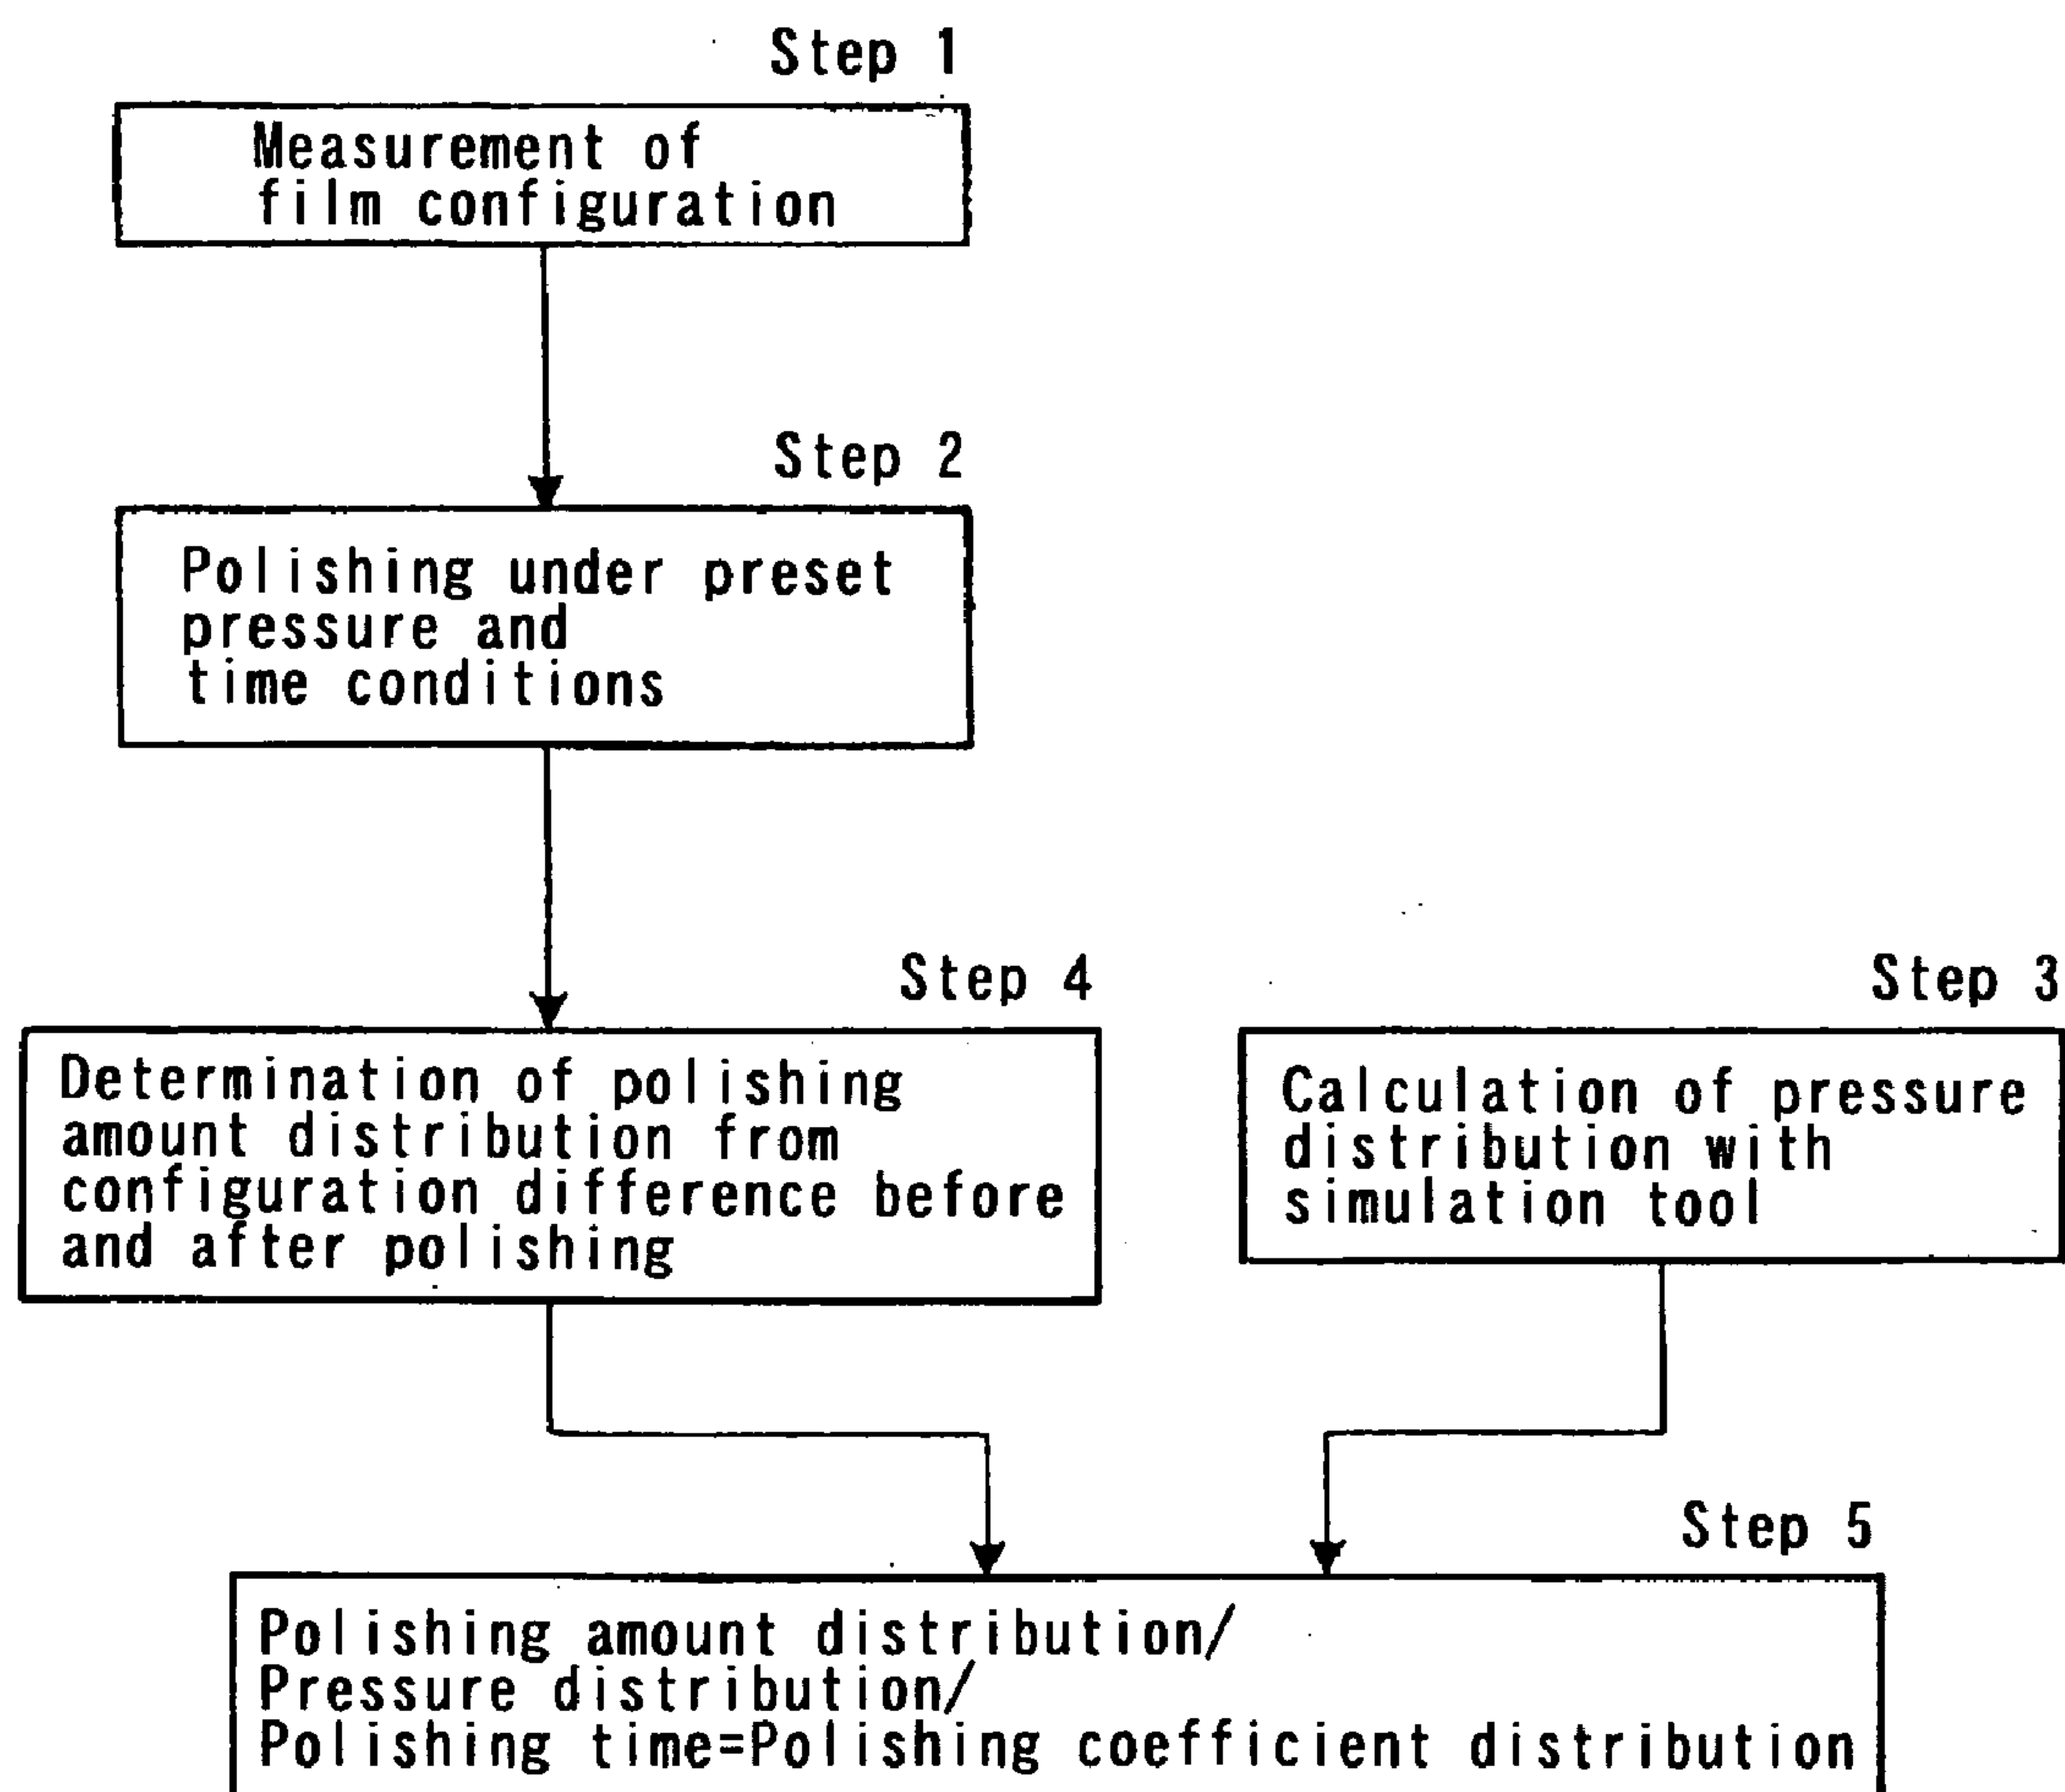 Step 1
Measurement of
film configuration
Step 2
Polishing under preset
pressure and
time conditions
Step 4
Determination of polishing
amount distribution from
configuration difference before
and after polishing
Step 3
Calculation of pressure
distribution with
simulation tool
Step 5
Polishing amount distribution/
Pressure distribution/
Polishing time=Polishing coefficient distribution